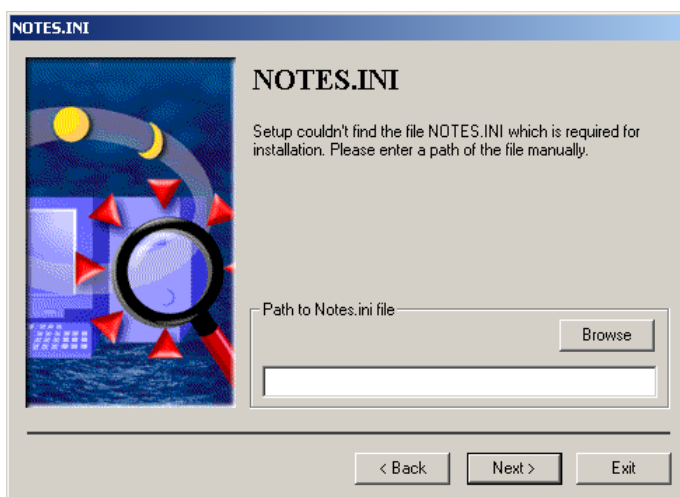 NOTES.INI
NOTES.INI
Setup couldn't find the file NOTES.INI which is required for
installation. Please enter a path of the file manually.
Path to Notes.ini file
Browse
< Back
Next >
Exit